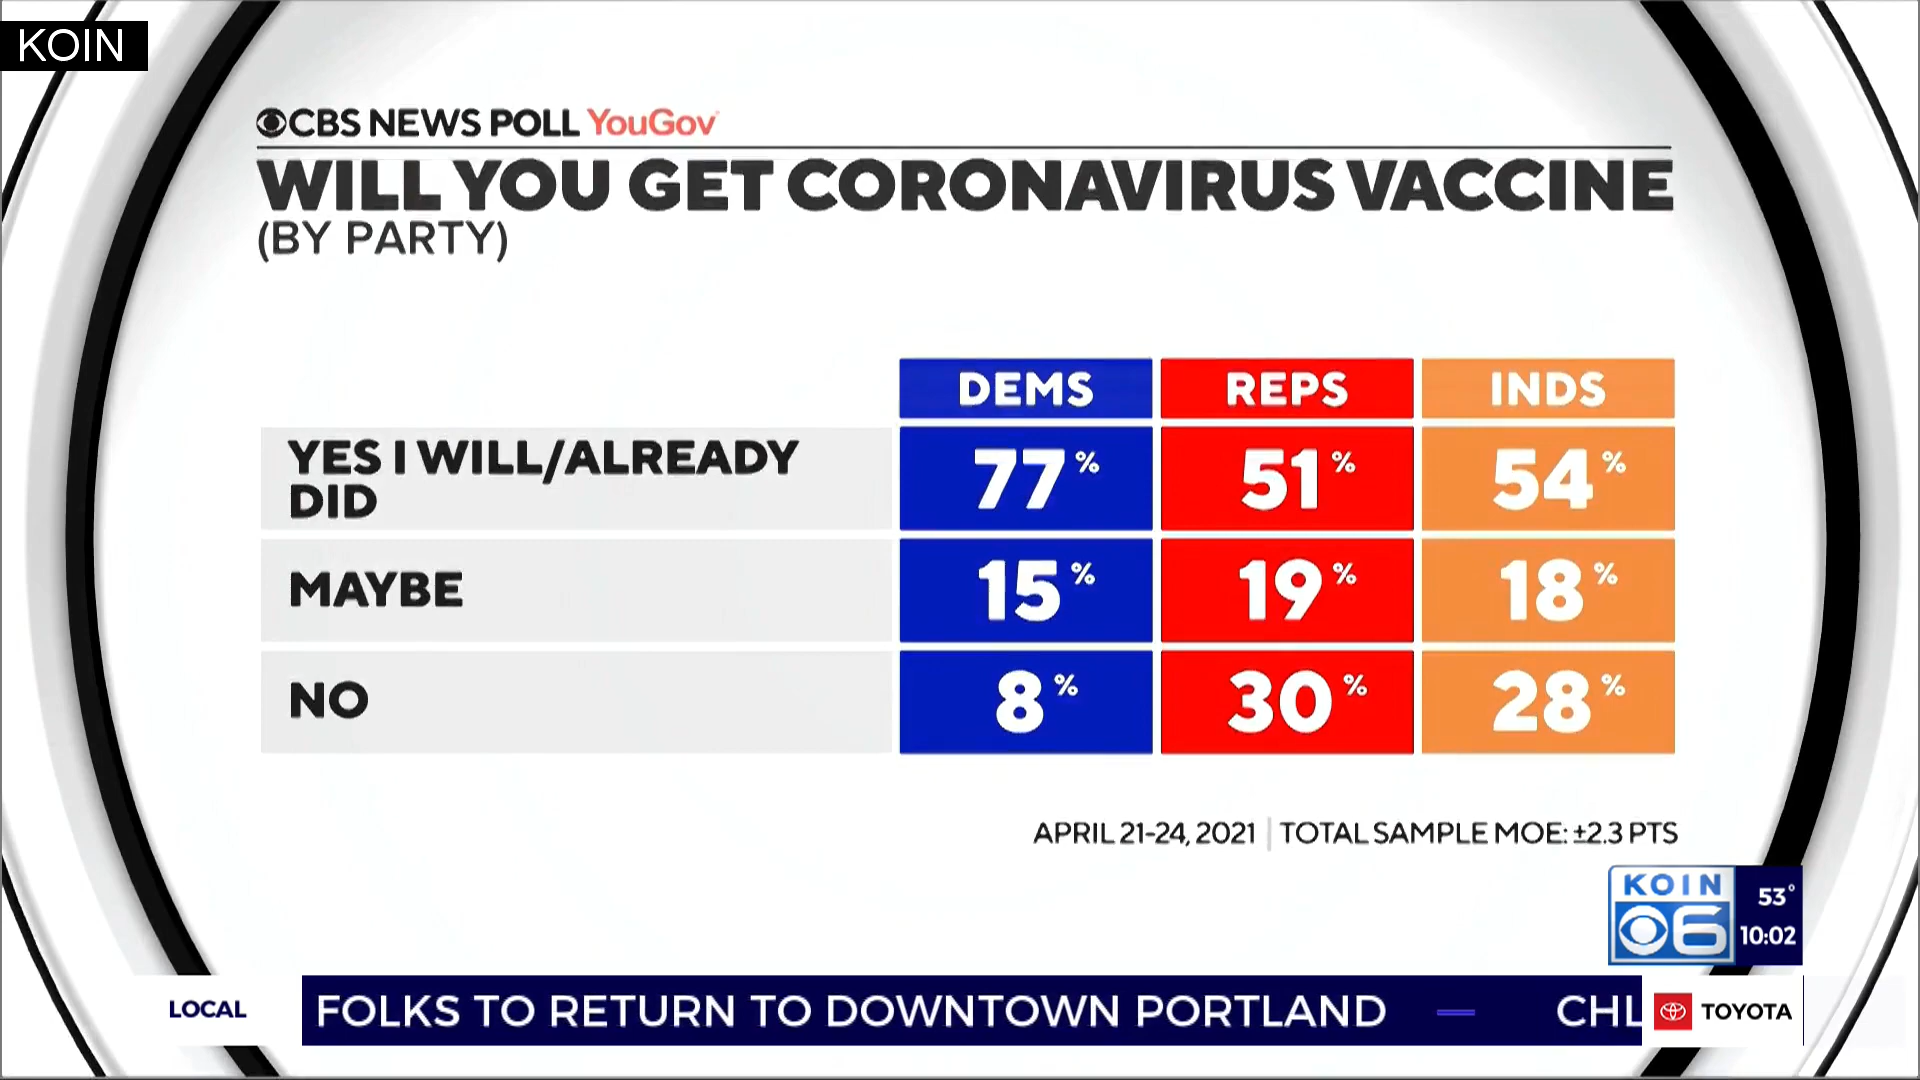 KOIN
CBS NEWS POLL YouGov
WILL YOU GET CORONAVIRUS VACCINE
(BY PARTY)
DEMS REPS INDS
YES I WILL/ALREADY
DID
77% 51% 54%
MAYBE 15% 19% 18%
NO 8% 30% 28%
APRIL 21-24, 2021 | TOTAL SAMPLE MOE: ±2.3 PTS
KOIN
6
53°
10:02
LOCAL
FOLKS TO RETURN TO DOWNTOWN PORTLAND — CHL
TOYOTA